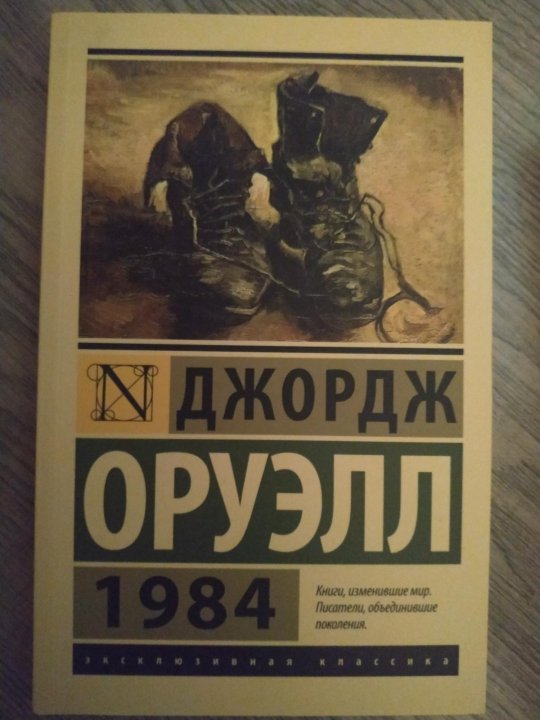 N ДЖОРДЖ
ОРУЭЛЛ
1984
Книги, изменившие мир.
Писатели, объединившие
поколения.
эксклюзивная классика